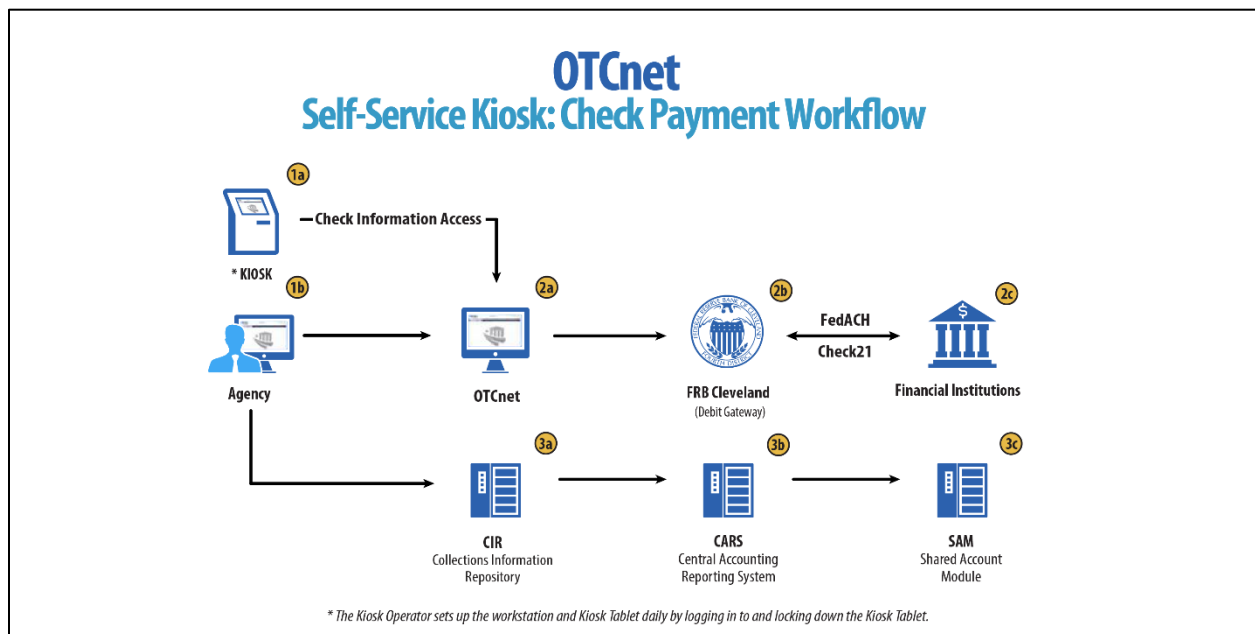 OTCnet
Self-Service Kiosk: Check Payment Workflow
1a
Check Information Access
* KIOSK
1b
2a
2b
2c
FedACH
Check21
Agency
OTCnet
FRB Cleveland
(Debit Gateway)
Financial Institutions
3a
3b
3c
CIR
Collections Information
Repository
CARS
Central Accounting
Reporting System
SAM
Shared Account
Module
* The Kiosk Operator sets up the workstation and Kiosk Tablet daily by logging in to and locking down the Kiosk Tablet.